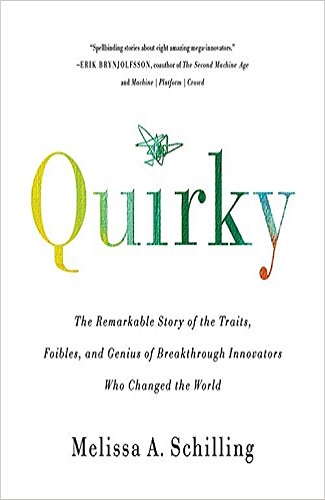 "Spellbinding stories about eight amazing mega-innovators."
–ERIK BRYNJOLFSSON, coauthor of The Second Machine Age
and Machine | Platform | Crowd
Quirky
The Remarkable Story of the Traits,
Foibles, and Genius of Breakthrough Innovators
Who Changed the World
Melissa A. Schilling